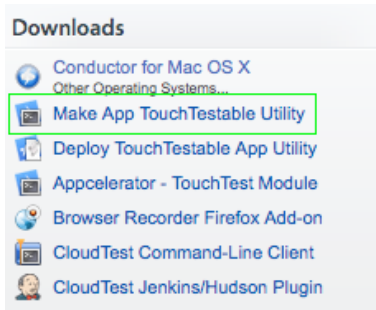 Downloads
Conductor for Mac OS X
Other Operating Systems...
Make App TouchTestable Utility
Deploy TouchTestable App Utility
Appcelerator - TouchTest Module
Browser Recorder Firefox Add-on
CloudTest Command-Line Client
CloudTest Jenkins/Hudson Plugin